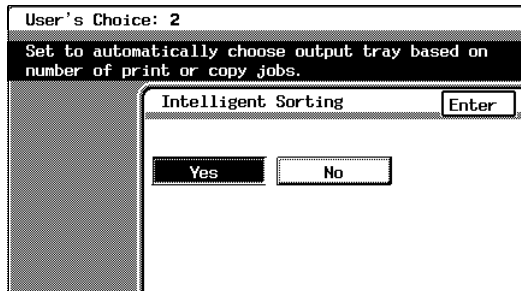 User's Choice: 2
Set to automatically choose output tray based on
number of print or copy jobs.
Intelligent Sorting
Enter
Yes
No